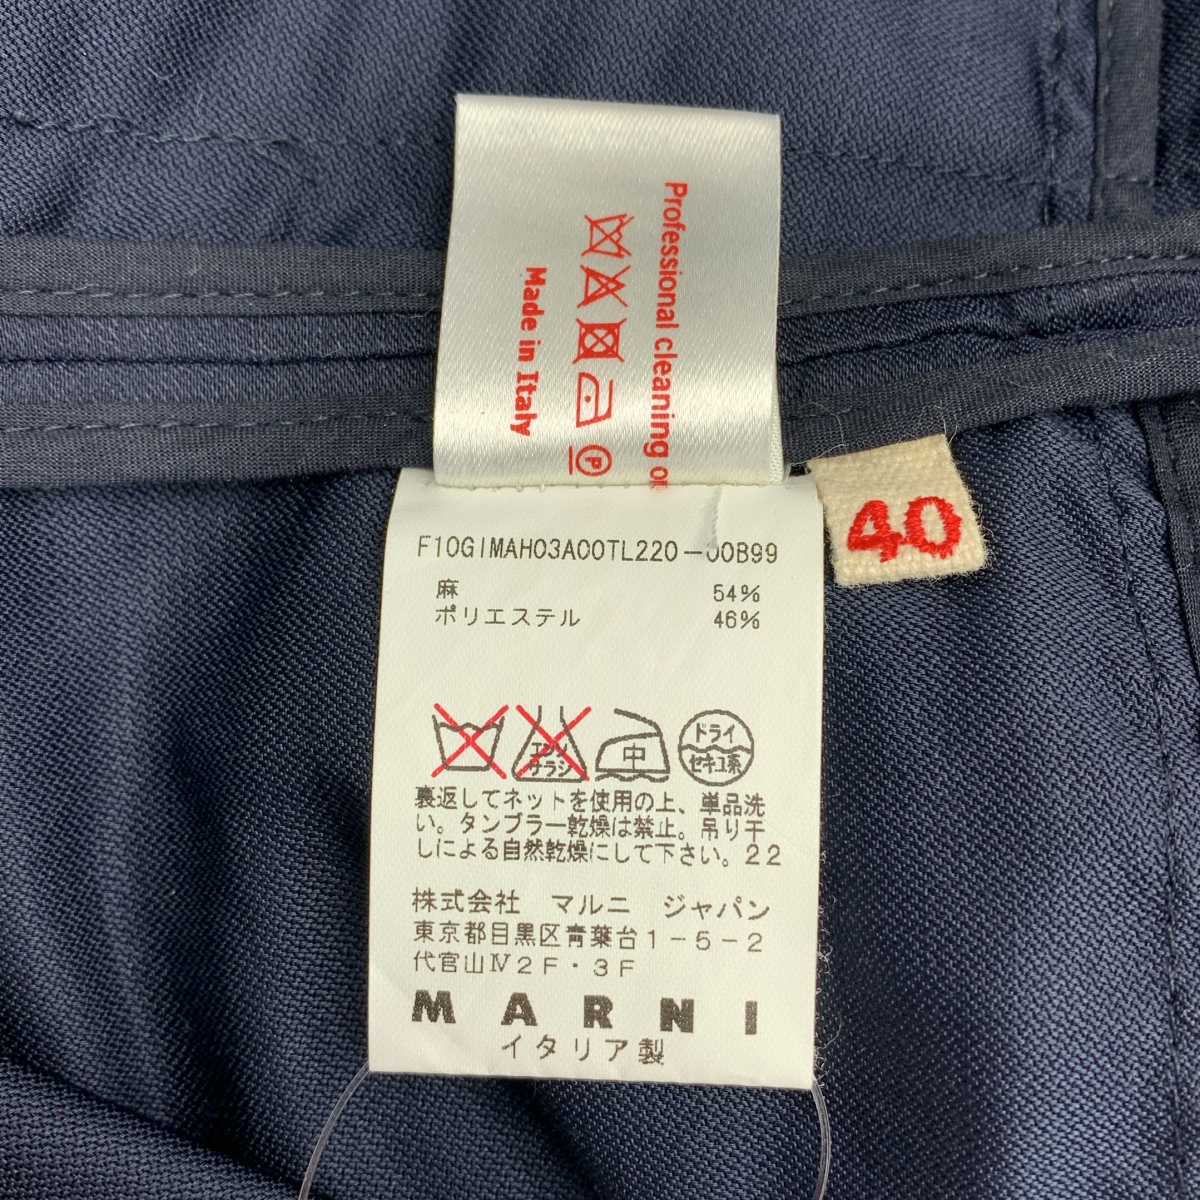 Professional cleaning
P
Made in Italy
40
F10GIMAH03A00TL220-00B99
麻 54%
ポリエステル 46%
エンソ
サラシ
中
ドライ
セキユ系
裏返してネットを使用の上、単品洗
い。タンブラー乾燥は禁止。吊り干
しによる自然乾燥にして下さい。22
株式会社 マルニ ジャパン
東京都目黒区青葉台1-5-2
代官山Ⅳ2F・3F
MARNI
イタリア製